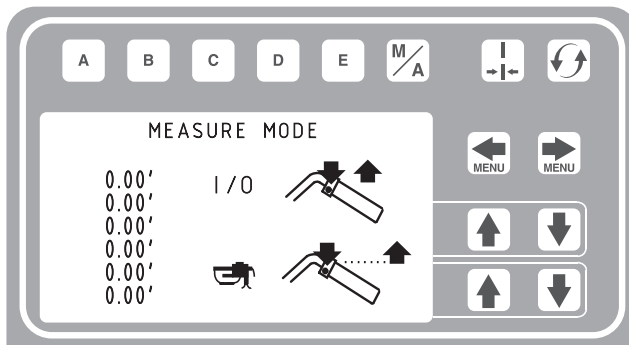 A B C D E M/A
MEASURE MODE
MENU MENU
0.00' I/O
0.00'
0.00'
0.00'
0.00'
0.00'